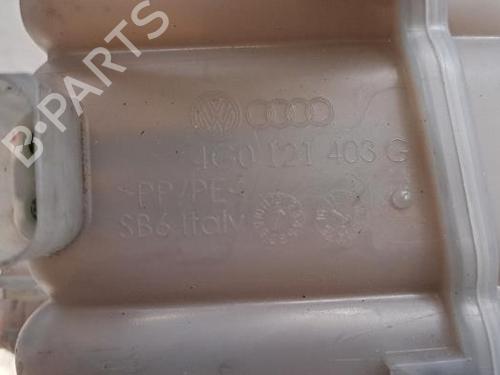 B-PARTS
4G0 121 403 G
>PP/PE<
SB6 Italy